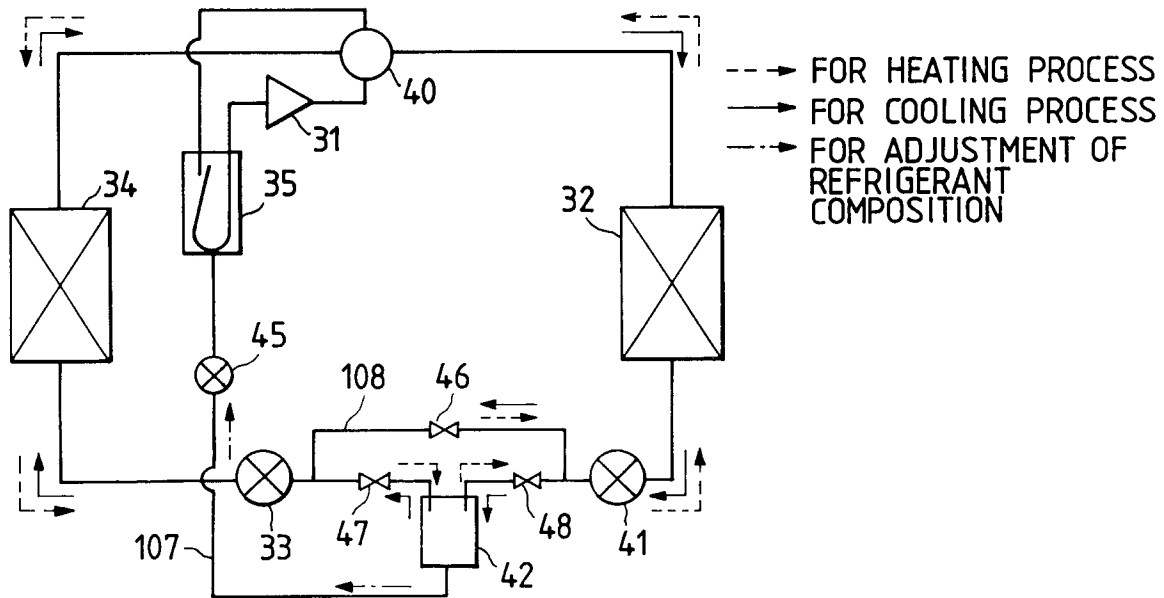 40
31
FOR HEATING PROCESS
FOR COOLING PROCESS
FOR ADJUSTMENT OF
REFRIGERANT
COMPOSITION
34
35
32
45
108
46
47
48
33
41
107
42